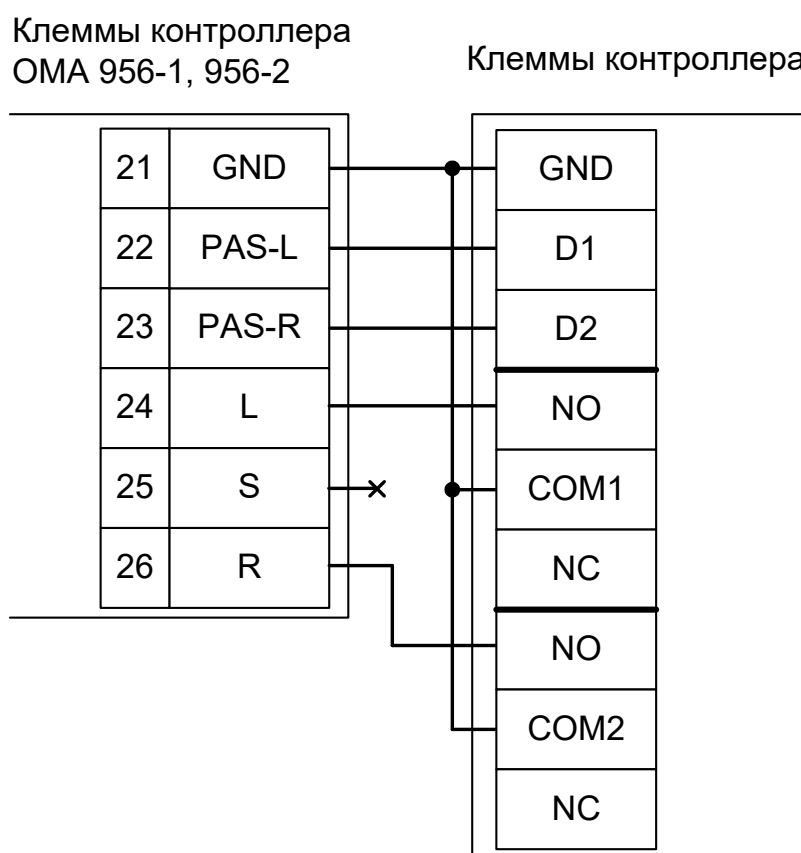 Клеммы контроллера
ОМА 956-1, 956-2
Клеммы контроллера
21 GND
22 PAS-L
23 PAS-R
24 L
25 S
26 R
GND
D1
D2
NO
COM1
NC
NO
COM2
NC